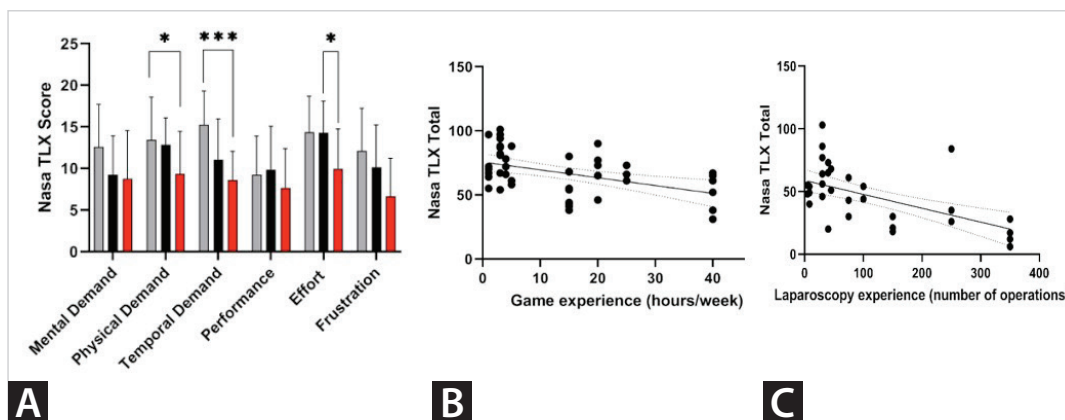 * *** *
25
20
15
10
5
0
Nasa TLX Score
Mental Demand
Physical Demand
Temporal Demand
Performance
Effort
Frustration
A
150
100
50
0
Nasa TLX Total
0 10 20 30 40
Game experience (hours/week)
B
150
100
50
0
Nasa TLX Total
0 100 200 300 400
Laparoscopy experience (number of operations
C